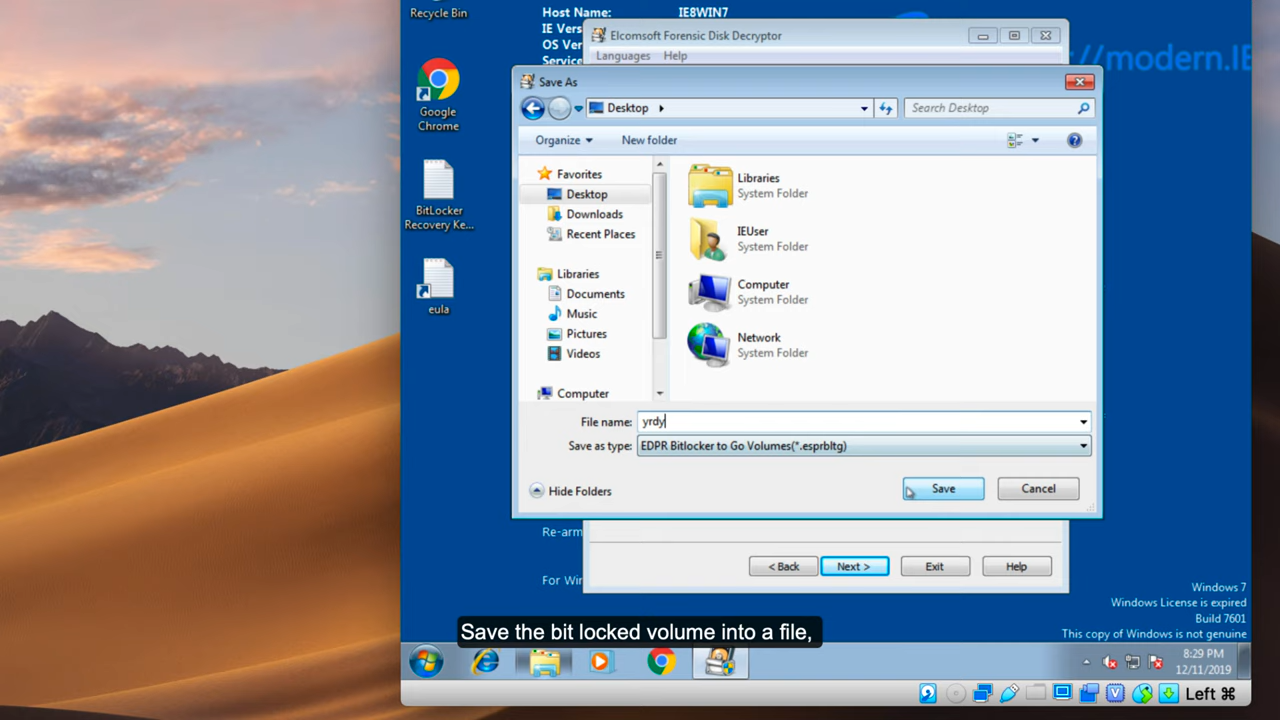 Recycle Bin
Host Name: IE8WIN7
IE Vers
OS Ver
Service
Elcomsoft Forensic Disk Decryptor
Languages Help
://modern.IE
Save As
Desktop
Search Desktop
Organize New folder
Google
Chrome
BitLocker
Recovery Ke...
eula
Favorites
Desktop
Downloads
Recent Places
Libraries
Documents
Music
Pictures
Videos
Computer
Libraries
System Folder
IEUser
System Folder
Computer
System Folder
Network
System Folder
File name: yrdy
Save as type: EDPR Bitlocker to Go Volumes(*.esprbltg)
Hide Folders
Save Cancel
Re-arm
For Win
< Back Next > Exit Help
Windows 7
Windows License is expired
Build 7601
This copy of Windows is not genuine
Save the bit locked volume into a file,
8:29 PM
12/11/2019
Left ⌘